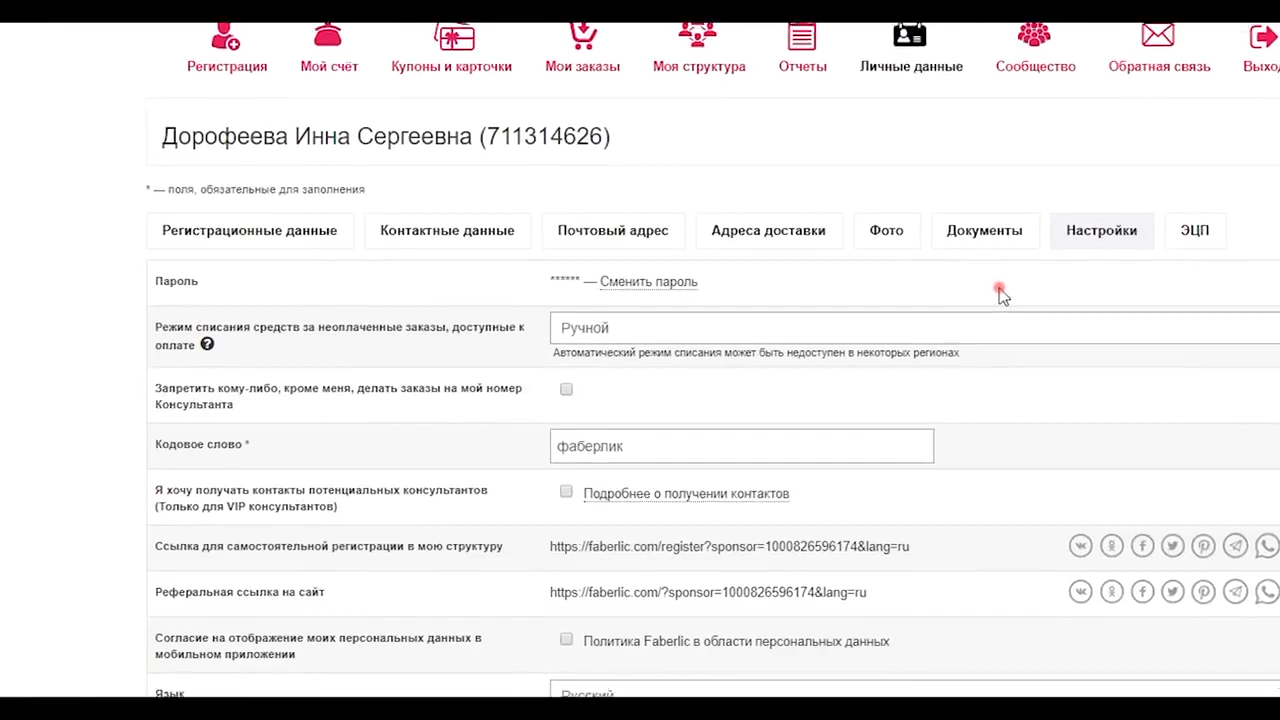 Регистрация Мой счёт Купоны и карточки Мои заказы Моя структура Отчеты Личные данные Сообщество Обратная связь Выход
Дорофеева Инна Сергеевна (711314626)
* — поля, обязательные для заполнения
Регистрационные данные Контактные данные Почтовый адрес Адреса доставки Фото Документы Настройки ЭЦП
Пароль ****** — Сменить пароль
Режим списания средств за неоплаченные заказы, доступные к
оплате ?
Ручной
Автоматический режим списания может быть недоступен в некоторых регионах
Запретить кому-либо, кроме меня, делать заказы на мой номер
Консультанта
Кодовое слово * фаберлик
Я хочу получать контакты потенциальных консультантов
(Только для VIP консультантов)
Подробнее о получении контактов
Ссылка для самостоятельной регистрации в мою структуру https://faberlic.com/register?sponsor=1000826596174&lang=ru
Реферальная ссылка на сайт https://faberlic.com/?sponsor=1000826596174&lang=ru
Согласие на отображение моих персональных данных в
мобильном приложении
Политика Faberlic в области персональных данных
Язык Русский